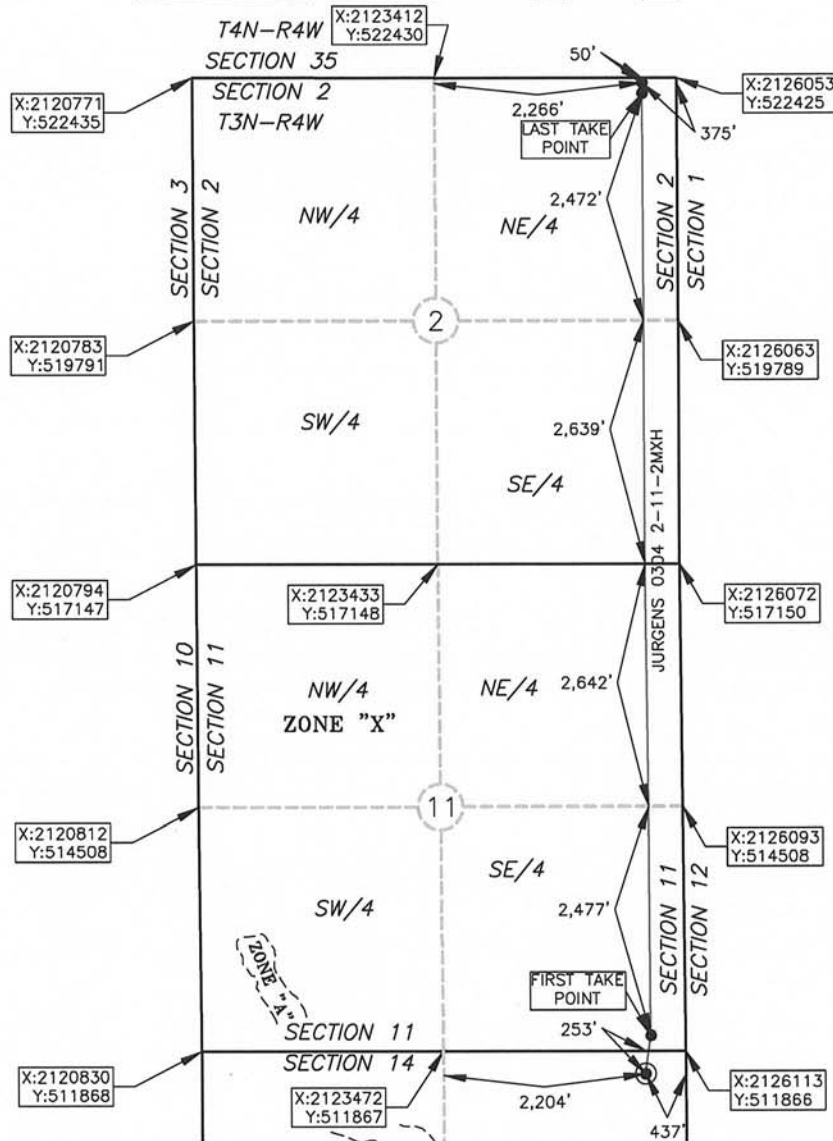 T4N-R4W
X:2123412
Y:522430
50'
SECTION 35
X:2120771
Y:522435
SECTION 2
T3N-R4W
2,266'
X:2126053
Y:522425
LAST TAKE
POINT
375'
SECTION 3
SECTION 2
NW/4
2,472'
NE/4
SECTION 2
SECTION 1
X:2120783
Y:519791
2
X:2126063
Y:519789
SW/4
2,639'
SE/4
JURGENS 0304 2-11-2MXH
X:2120794
Y:517147
X:2123433
Y:517148
X:2126072
Y:517150
SECTION 10
SECTION 11
NW/4
ZONE "X"
NE/4
2,642'
X:2120812
Y:514508
11
X:2126093
Y:514508
SW/4
SE/4
2,477'
SECTION 11
SECTION 12
ZONE "A"
FIRST TAKE
POINT
SECTION 11
253'
X:2120830
Y:511868
SECTION 14
X:2123472
Y:511867
2,204'
X:2126113
Y:511866
437'